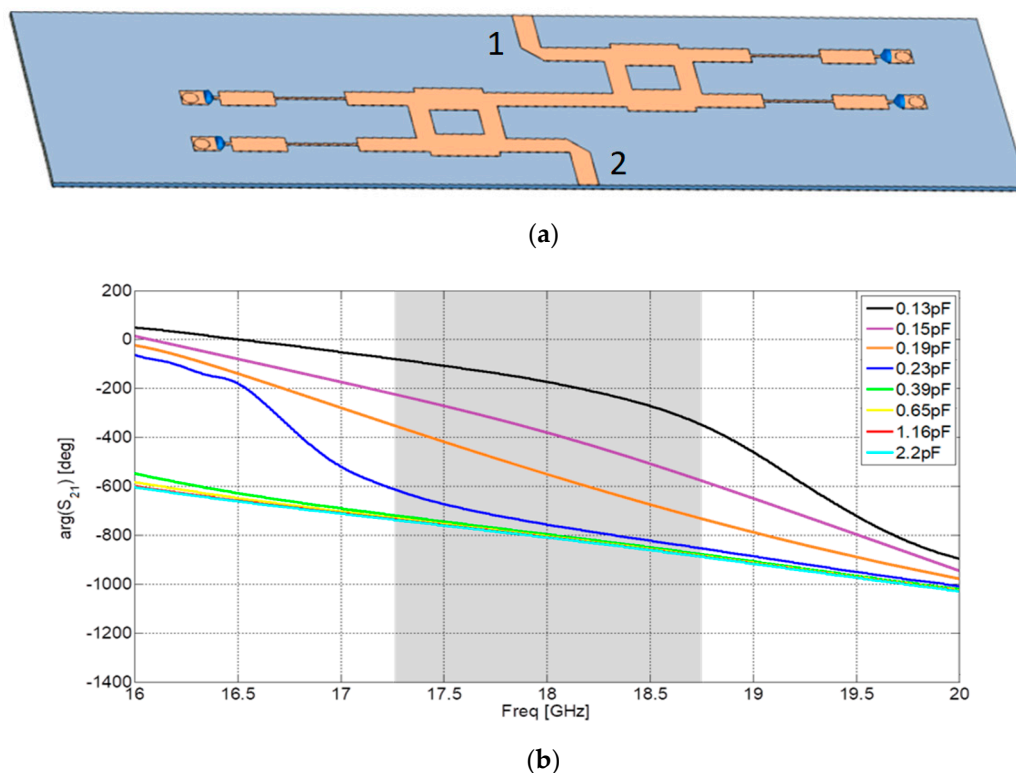 1
2
(a)
200
0
-200
-400
-600
-800
-1000
-1200
-1400
arg(S21) [deg]
16
16.5
17
17.5
18
18.5
19
19.5
20
Freq [GHz]
0.13pF
0.15pF
0.19pF
0.23pF
0.39pF
0.65pF
1.16pF
2.2pF
(b)